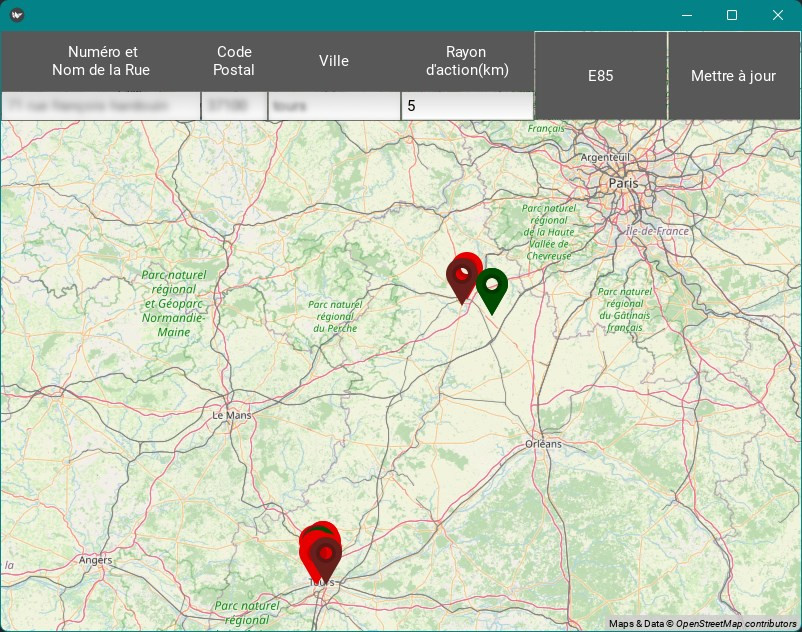 Numéro et
Nom de la Rue
Code
Postal
Ville
Rayon
d'action(km)
E85
Mettre à jour
tours
5
Français
Argenteuil
Paris
Île-de-France
Parc naturel
régional
de la Haute
Vallée de
Chevreuse
Parc naturel
régional
et Géoparc
Normandie-
Maine
Parc naturel
régional
du Perche
Parc naturel
régional
du Gâtinais
français
Le Mans
Orléans
Angers
la
Tours
Parc naturel
régional
Maps & Data © OpenStreetMap contributors